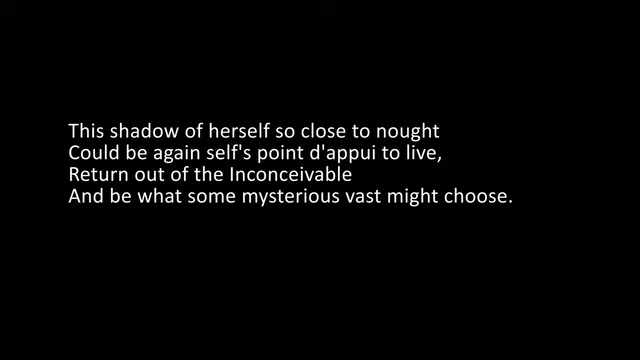 This shadow of herself so close to nought
Could be again self's point d'appui to live,
Return out of the Inconceivable
And be what some mysterious vast might choose.